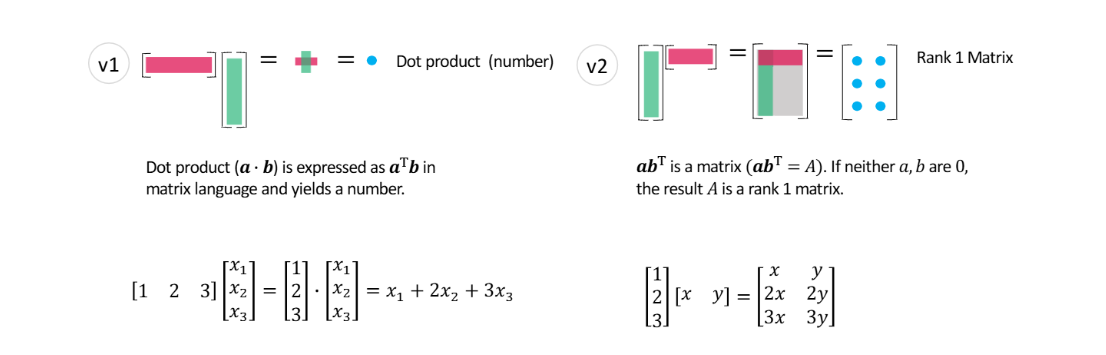 v1 = = Dot product (number)
Dot product (a · b) is expressed as aᵀb in
matrix language and yields a number.
[1 2 3] [x₁ x₂ x₃] = [1 2 3] · [x₁ x₂ x₃] = x₁ + 2x₂ + 3x₃
v2 = = Rank 1 Matrix
abᵀ is a matrix (abᵀ = A). If neither a, b are 0,
the result A is a rank 1 matrix.
[1 2 3] [x y] = [x y 2x 2y 3x 3y]